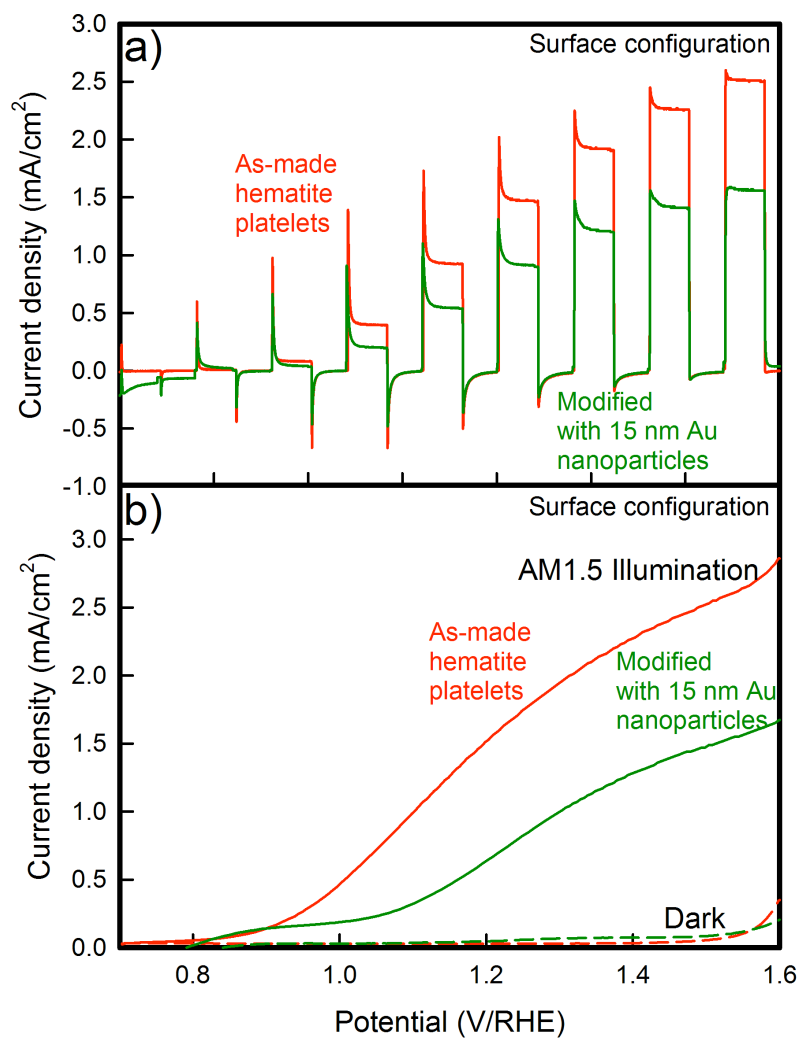 a)
Surface configuration
3.0
2.5
2.0
1.5
1.0
0.5
0.0
-0.5
-1.0
Current density (mA/cm2)
As-made
hematite
platelets
Modified
with 15 nm Au
nanoparticles
b)
Surface configuration
3.0
2.5
2.0
1.5
1.0
0.5
0.0
Current density (mA/cm2)
AM1.5 Illumination
As-made
hematite
platelets
Modified
with 15 nm Au
nanoparticles
Dark
0.8 1.0 1.2 1.4 1.6
Potential (V/RHE)